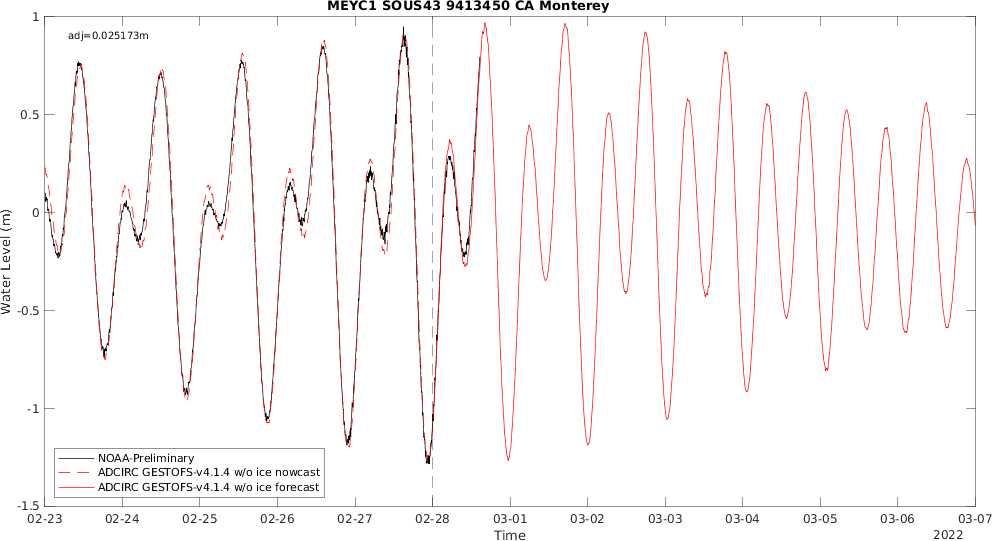 MEYC1 SOUS43 9413450 CA Monterey
adj=0.025173m
1
0.5
0
-0.5
-1
-1.5
Water Level (m)
NOAA-Preliminary
ADCIRC GESTOFS-v4.1.4 w/o ice nowcast
ADCIRC GESTOFS-v4.1.4 w/o ice forecast
02-23 02-24 02-25 02-26 02-27 02-28 03-01 03-02 03-03 03-04 03-05 03-06 03-07
Time
2022